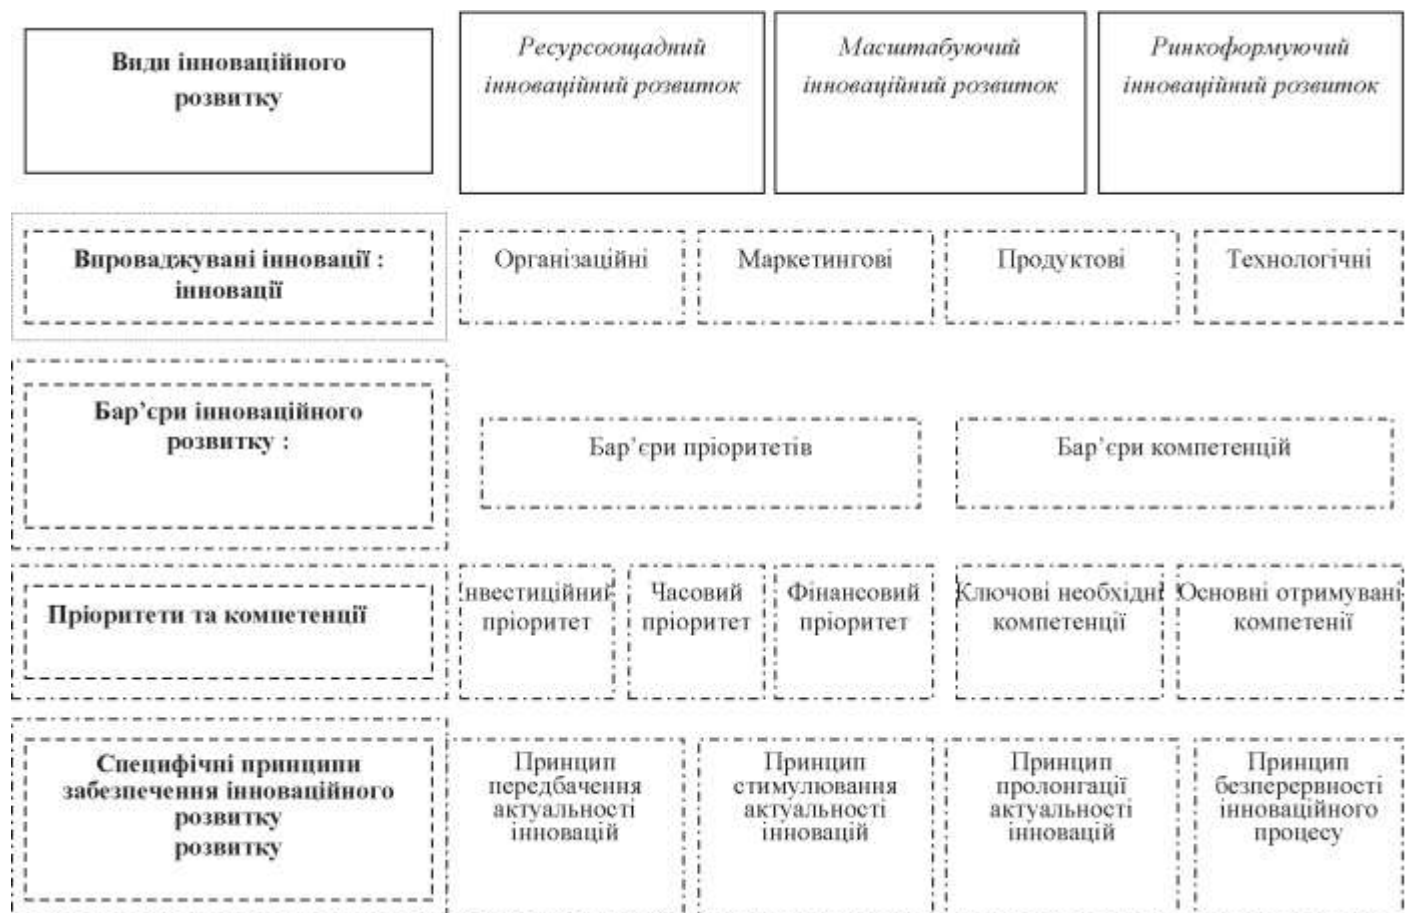 Види інноваційного
розвитку
Ресурсоощадний
інноваційний розвиток
Масштабуючий
інноваційний розвиток
Ринкоформуючий
інноваційний розвиток
Впроваджувані інновації :
інновації
Організаційні
Маркетингові
Продуктові
Технологічні
Бар’єри інноваційного
розвитку :
Бар’єри пріоритетів
Бар’єри компетенцій
Пріоритети та компетенції
нвестиційний
пріоритет
Часовий
пріоритет
Фінансовий
пріоритет
Ключові необхідні
компетенції
Основні отримувані
компетенії
Специфічні принципи
забезпечення інноваційного
розвитку
розвитку
Принцип
передбачення
актуальності
інновацій
Принцип
стимулювання
актуальності
інновацій
Принцип
пролонгації
актуальності
інновацій
Принцип
безперервності
інноваційного
процесу